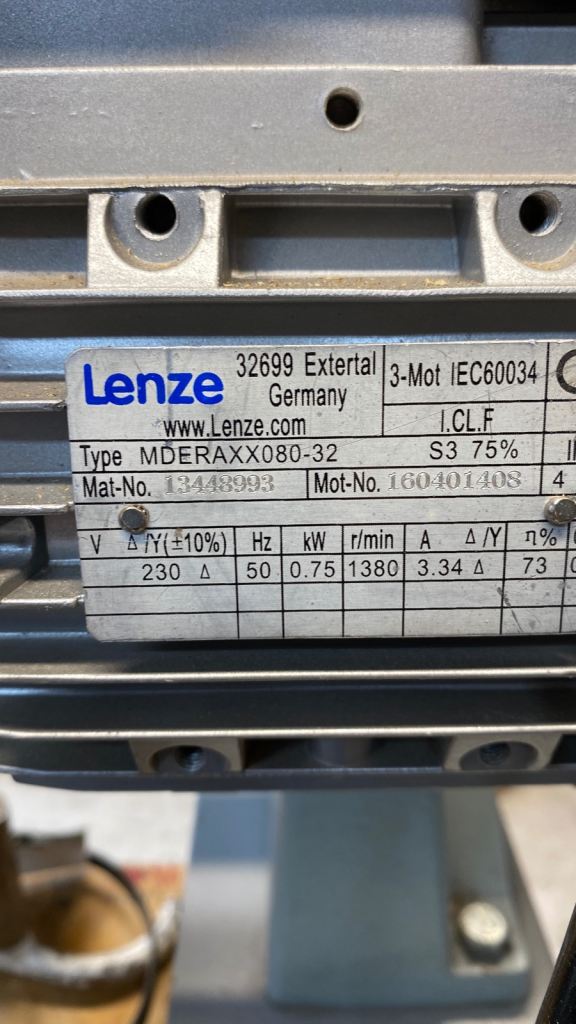 Lenze 32699 Extertal 3-Mot IEC60034
Germany
www.Lenze.com I.CL.F
Type MDERAXX080-32 S3 75%
Mat-No. 13448993 Mot-No. 160401408 4
V Δ/Y(±10%) Hz kW r/min A Δ/Y η%
230 Δ 50 0.75 1380 3.34 Δ 73